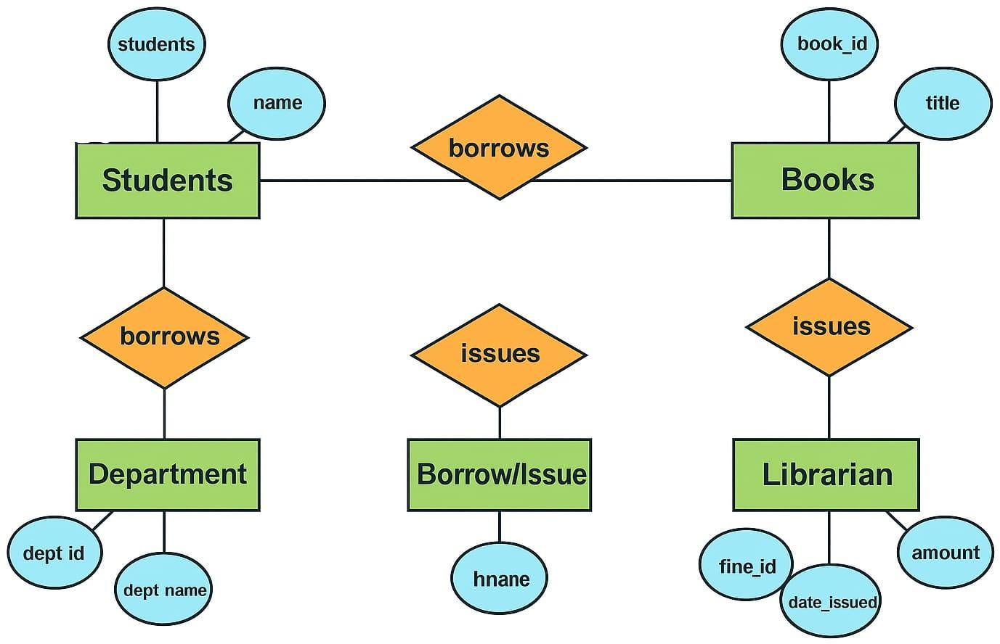 students
book_id
name
title
borrows
Students
Books
borrows
issues
issues
Department
Borrow/Issue
Librarian
dept id
dept name
hnane
fine_id
date_issued
amount